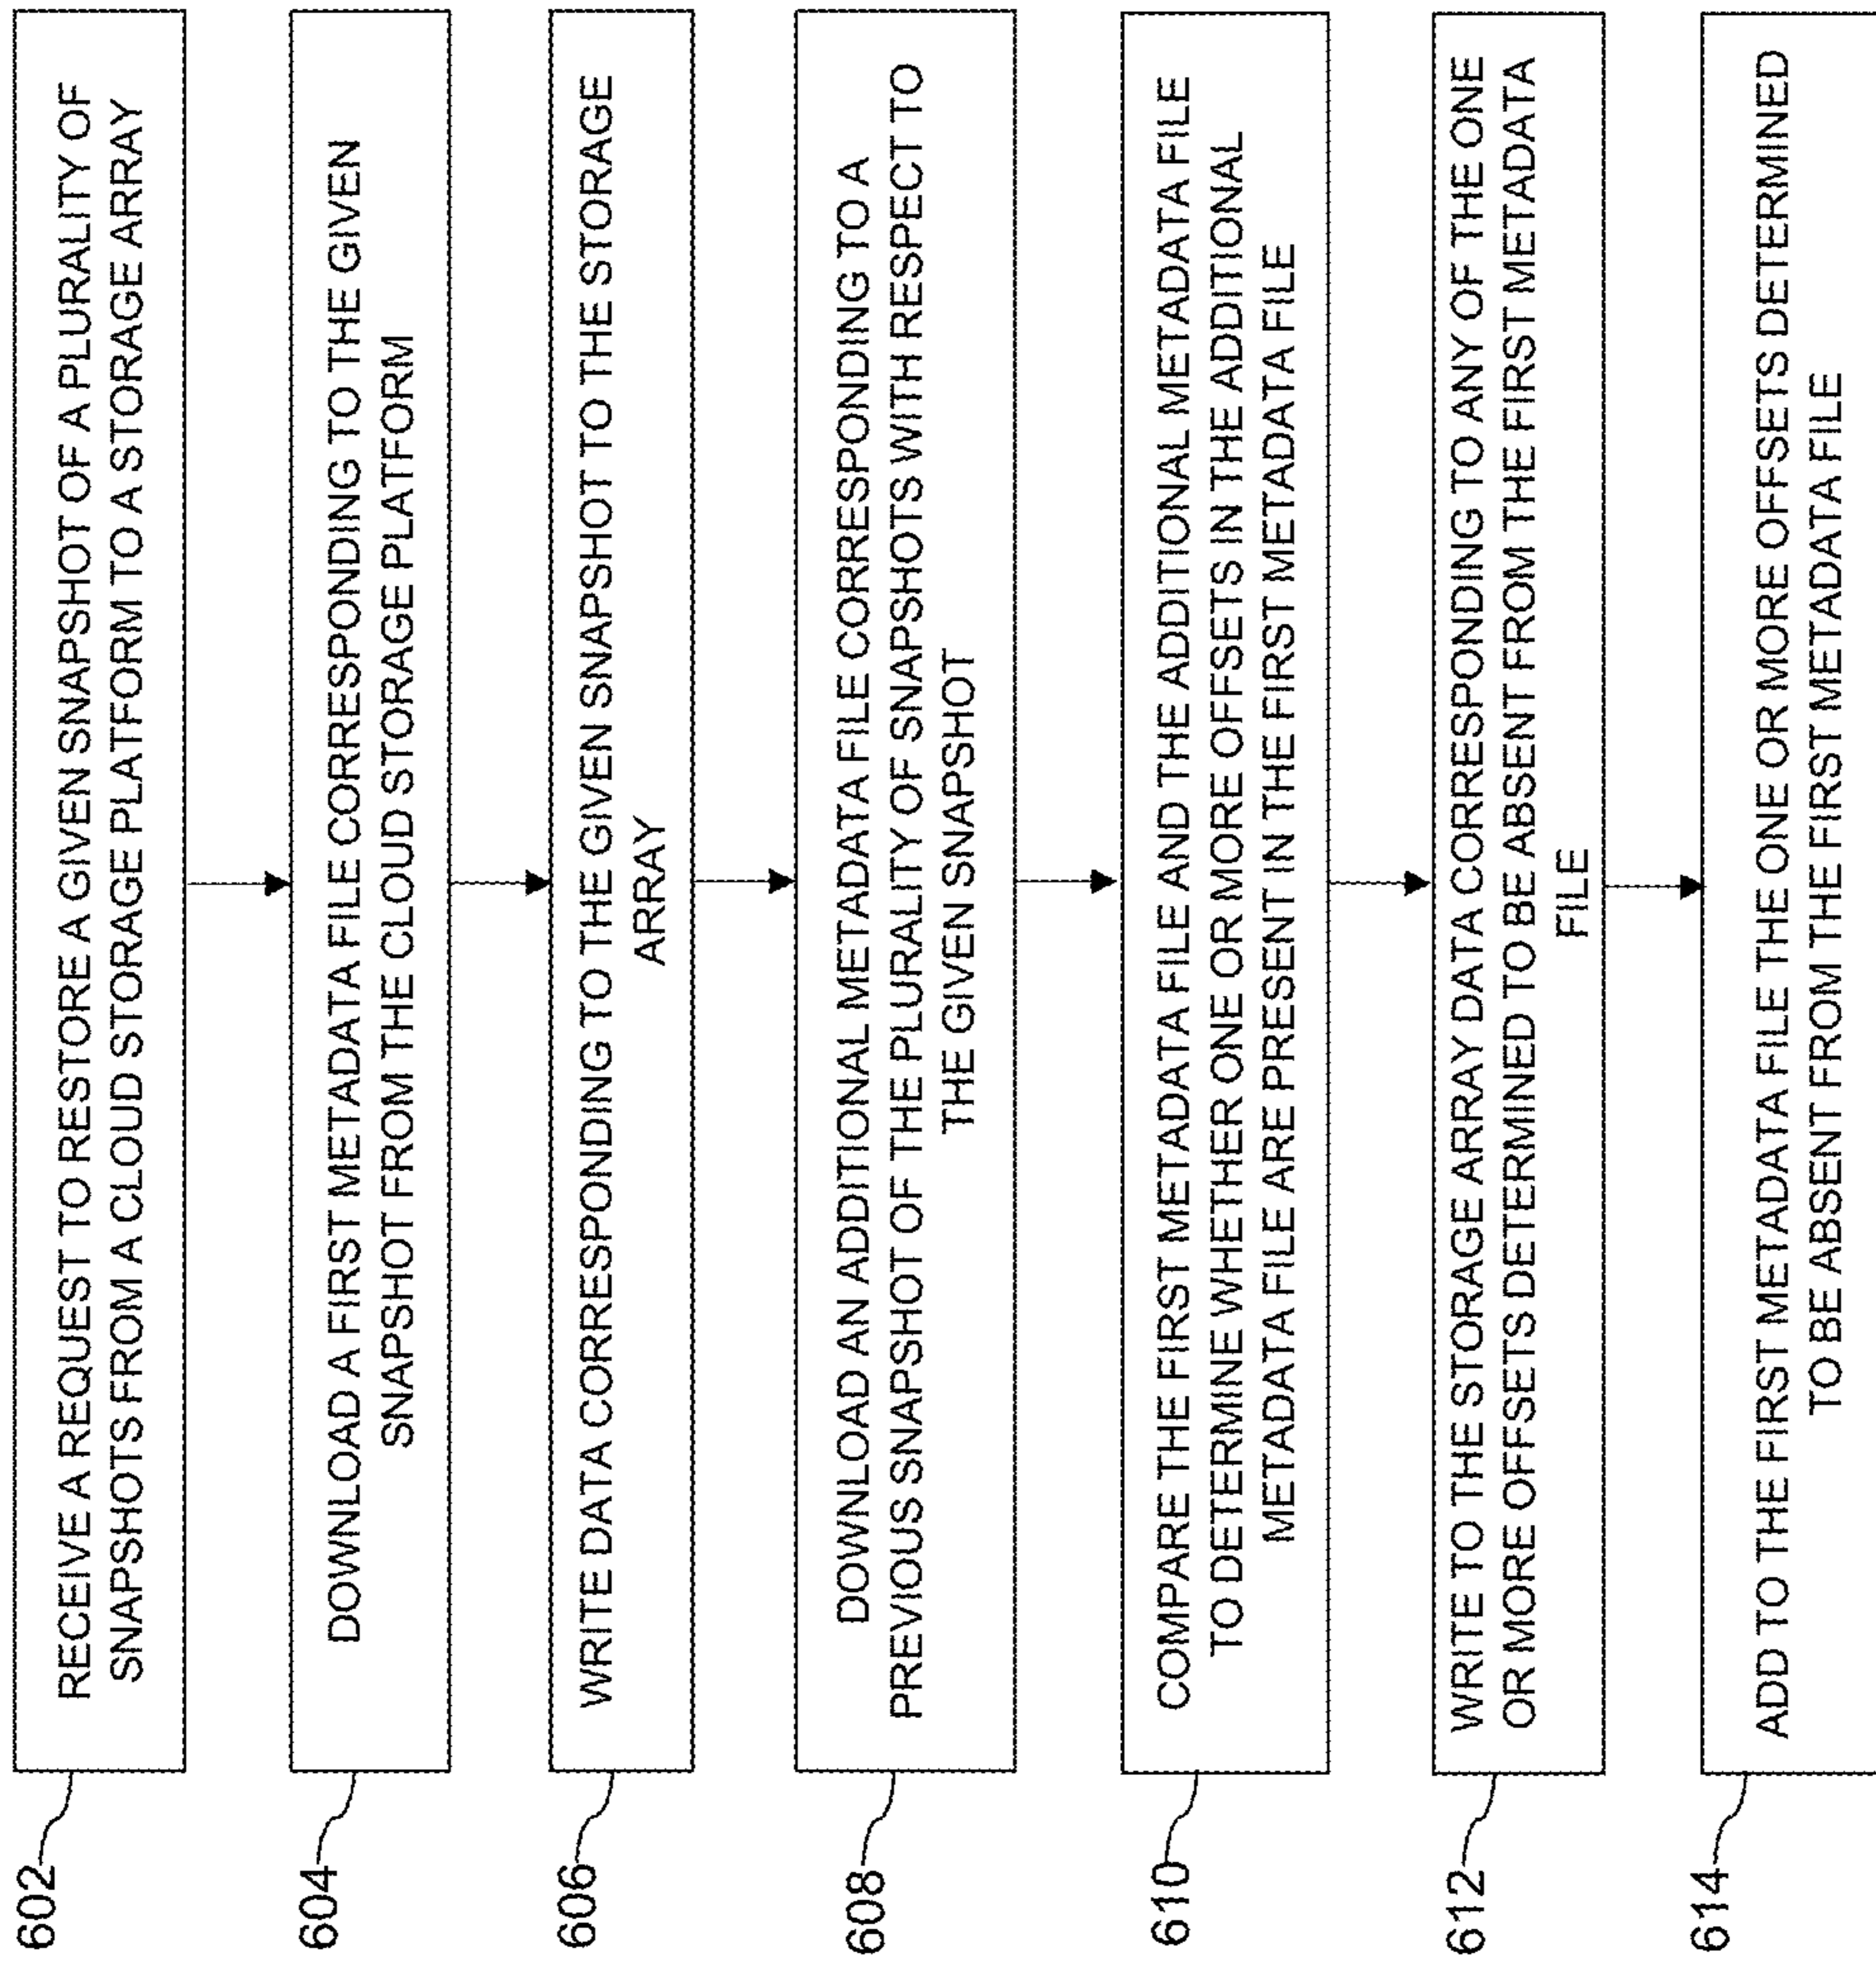 602
RECEIVE A REQUEST TO RESTORE A GIVEN SNAPSHOT OF A PLURALITY OF
SNAPSHOTS FROM A CLOUD STORAGE PLATFORM TO A STORAGE ARRAY
604
DOWNLOAD A FIRST METADATA FILE CORRESPONDING TO THE GIVEN
SNAPSHOT FROM THE CLOUD STORAGE PLATFORM
606
WRITE DATA CORRESPONDING TO THE GIVEN SNAPSHOT TO THE STORAGE
ARRAY
608
DOWNLOAD AN ADDITIONAL METADATA FILE CORRESPONDING TO A
PREVIOUS SNAPSHOT OF THE PLURALITY OF SNAPSHOTS WITH RESPECT TO
THE GIVEN SNAPSHOT
610
COMPARE THE FIRST METADATA FILE AND THE ADDITIONAL METADATA FILE
TO DETERMINE WHETHER ONE OR MORE OFFSETS IN THE ADDITIONAL
METADATA FILE ARE PRESENT IN THE FIRST METADATA FILE
612
WRITE TO THE STORAGE ARRAY DATA CORRESPONDING TO ANY OF THE ONE
OR MORE OFFSETS DETERMINED TO BE ABSENT FROM THE FIRST METADATA
FILE
614
ADD TO THE FIRST METADATA FILE THE ONE OR MORE OFFSETS DETERMINED
TO BE ABSENT FROM THE FIRST METADATA FILE